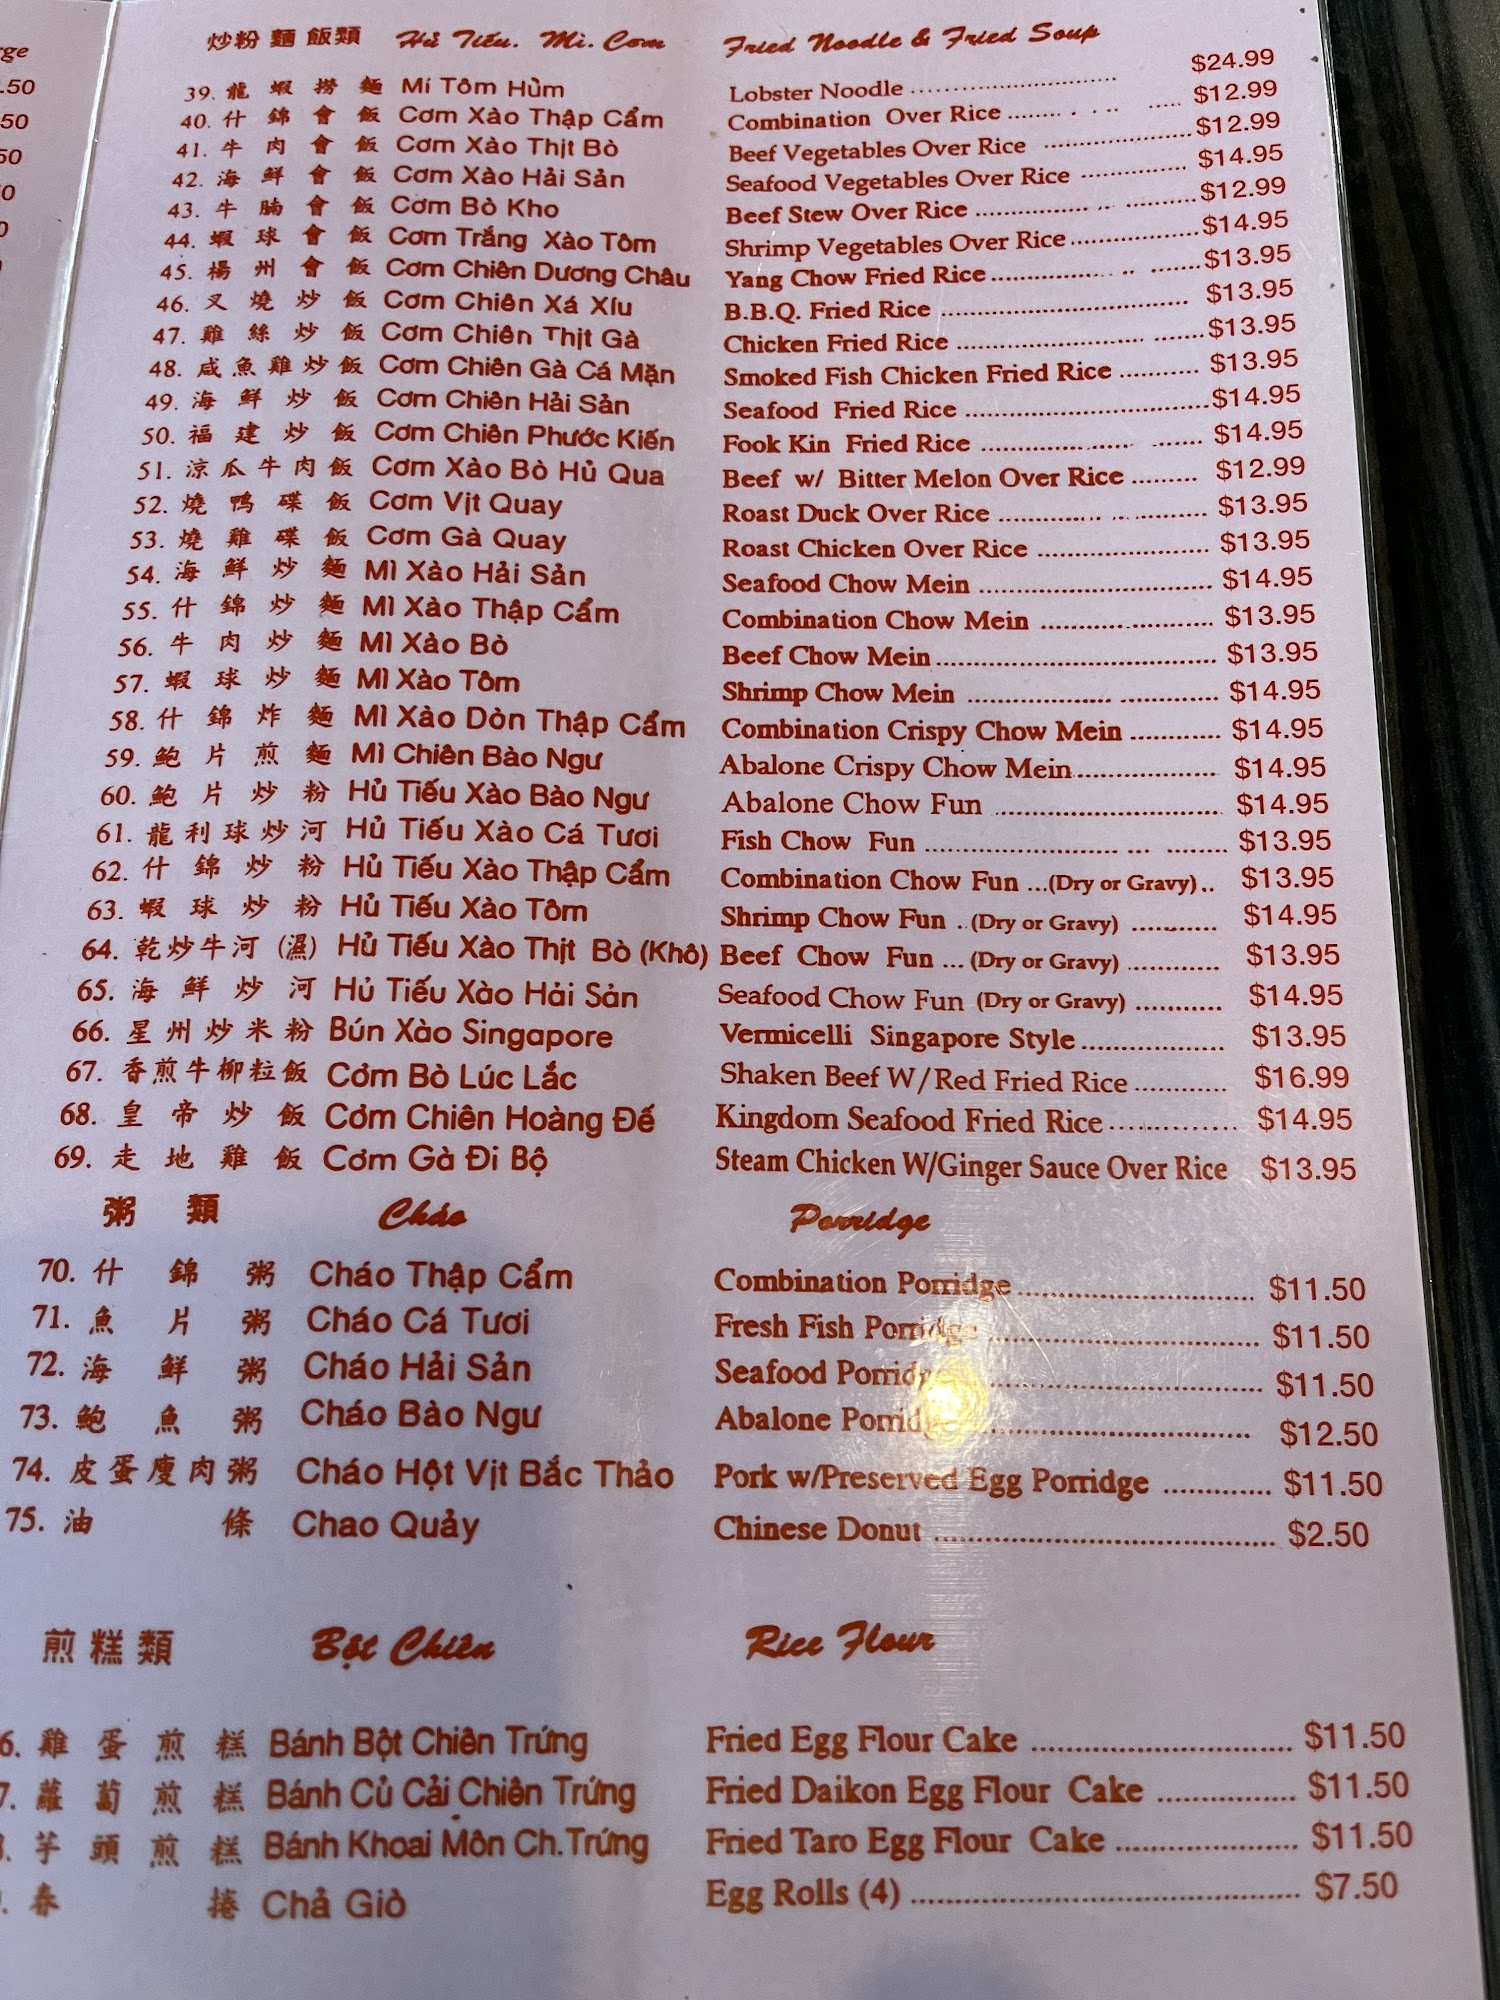 rge
.50
50
50
0
炒粉麵飯類 Hủ Tiếu. Mì. Cơm Fried Noodle & Fried Soup
39. 龍蝦撈麵 Mí Tôm Hùm Lobster Noodle $24.99
40. 什錦會飯 Cơm Xào Thập Cẩm Combination Over Rice $12.99
41. 牛肉會飯 Cơm Xào Thịt Bò Beef Vegetables Over Rice $12.99
42. 海鮮會飯 Cơm Xào Hải Sản Seafood Vegetables Over Rice $14.95
43. 牛腩會飯 Cơm Bò Kho Beef Stew Over Rice $12.99
44. 蝦球會飯 Cơm Trắng Xào Tôm Shrimp Vegetables Over Rice $14.95
45. 楊州會飯 Cơm Chiên Dương Châu Yang Chow Fried Rice $13.95
46. 叉燒炒飯 Cơm Chiên Xá Xíu B.B.Q. Fried Rice $13.95
47. 雞絲炒飯 Cơm Chiên Thịt Gà Chicken Fried Rice $13.95
48. 咸魚雞炒飯 Cơm Chiên Gà Cá Mặn Smoked Fish Chicken Fried Rice $13.95
49. 海鮮炒飯 Cơm Chiên Hải Sản Seafood Fried Rice $14.95
50. 福建炒飯 Cơm Chiên Phước Kiến Fook Kin Fried Rice $14.95
51. 涼瓜牛肉飯 Cơm Xào Bò Hủ Qua Beef w/ Bitter Melon Over Rice $12.99
52. 燒鴨碟飯 Cơm Vịt Quay Roast Duck Over Rice $13.95
53. 燒雞碟飯 Cơm Gà Quay Roast Chicken Over Rice $13.95
54. 海鮮炒麵 Mì Xào Hải Sản Seafood Chow Mein $14.95
55. 什錦炒麵 Mì Xào Thập Cẩm Combination Chow Mein $13.95
56. 牛肉炒麵 Mì Xào Bò Beef Chow Mein $13.95
57. 蝦球炒麵 Mì Xào Tôm Shrimp Chow Mein $14.95
58. 什錦炸麵 Mì Xào Dòn Thập Cẩm Combination Crispy Chow Mein $14.95
59. 鮑片煎麵 Mì Chiên Bào Ngư Abalone Crispy Chow Mein $14.95
60. 鮑片炒粉 Hủ Tiếu Xào Bào Ngư Abalone Chow Fun $14.95
61. 龍利球炒河 Hủ Tiếu Xào Cá Tươi Fish Chow Fun $13.95
62. 什錦炒粉 Hủ Tiếu Xào Thập Cẩm Combination Chow Fun ...(Dry or Gravy).. $13.95
63. 蝦球炒粉 Hủ Tiếu Xào Tôm Shrimp Chow Fun ..(Dry or Gravy) $14.95
64. 乾炒牛河 (濕) Hủ Tiếu Xào Thịt Bò (Khô) Beef Chow Fun ... (Dry or Gravy) $13.95
65. 海鮮炒河 Hủ Tiếu Xào Hải Sản Seafood Chow Fun (Dry or Gravy) $14.95
66. 星州炒米粉 Bún Xào Singapore Vermicelli Singapore Style $13.95
67. 香煎牛柳粒飯 Cơm Bò Lúc Lắc Shaken Beef W/Red Fried Rice $16.99
68. 皇帝炒飯 Cơm Chiên Hoàng Đế Kingdom Seafood Fried Rice $14.95
69. 走地雞飯 Cơm Gà Đi Bộ Steam Chicken W/Ginger Sauce Over Rice $13.95
粥類 Cháo Porridge
70. 什錦粥 Cháo Thập Cẩm Combination Porridge $11.50
71. 魚片粥 Cháo Cá Tươi Fresh Fish Porridge $11.50
72. 海鮮粥 Cháo Hải Sản Seafood Porridge $11.50
73. 鮑魚粥 Cháo Bào Ngư Abalone Porridge $12.50
74. 皮蛋廋肉粥 Cháo Hột Vịt Bắc Thảo Pork w/Preserved Egg Porridge $11.50
75. 油條 Chao Quảy Chinese Donut $2.50
煎糕類 Bột Chiên Rice Flour
6. 雞蛋煎糕 Bánh Bột Chiên Trứng Fried Egg Flour Cake $11.50
7. 蘿蔔煎糕 Bánh Củ Cải Chiên Trứng Fried Daikon Egg Flour Cake $11.50
. 芋頭煎糕 Bánh Khoai Môn Ch.Trứng Fried Taro Egg Flour Cake $11.50
. 春捲 Chả Giò Egg Rolls (4) $7.50